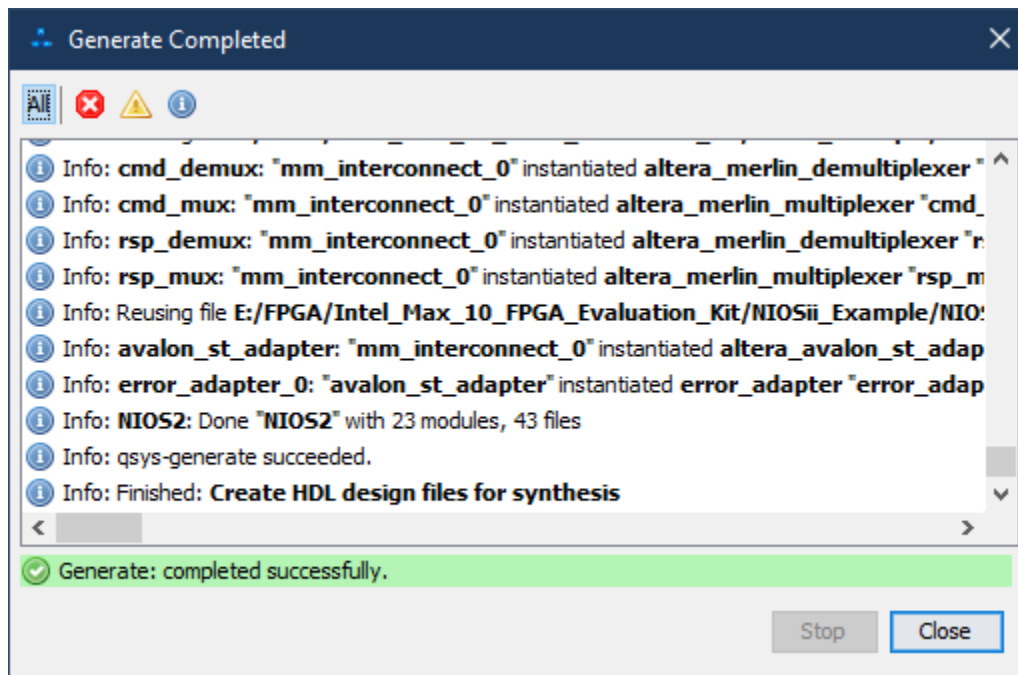 Generate Completed
All
Info: cmd_demux: "mm_interconnect_0" instantiated altera_merlin_demultiplexer "
Info: cmd_mux: "mm_interconnect_0" instantiated altera_merlin_multiplexer "cmd_
Info: rsp_demux: "mm_interconnect_0" instantiated altera_merlin_demultiplexer "r
Info: rsp_mux: "mm_interconnect_0" instantiated altera_merlin_multiplexer "rsp_m
Info: Reusing file E:/FPGA/Intel_Max_10_FPGA_Evaluation_Kit/NIOSii_Example/NIO
Info: avalon_st_adapter: "mm_interconnect_0" instantiated altera_avalon_st_adap
Info: error_adapter_0: "avalon_st_adapter" instantiated error_adapter "error_adap
Info: NIOS2: Done "NIOS2" with 23 modules, 43 files
Info: qsys-generate succeeded.
Info: Finished: Create HDL design files for synthesis
Generate: completed successfully.
Stop
Close